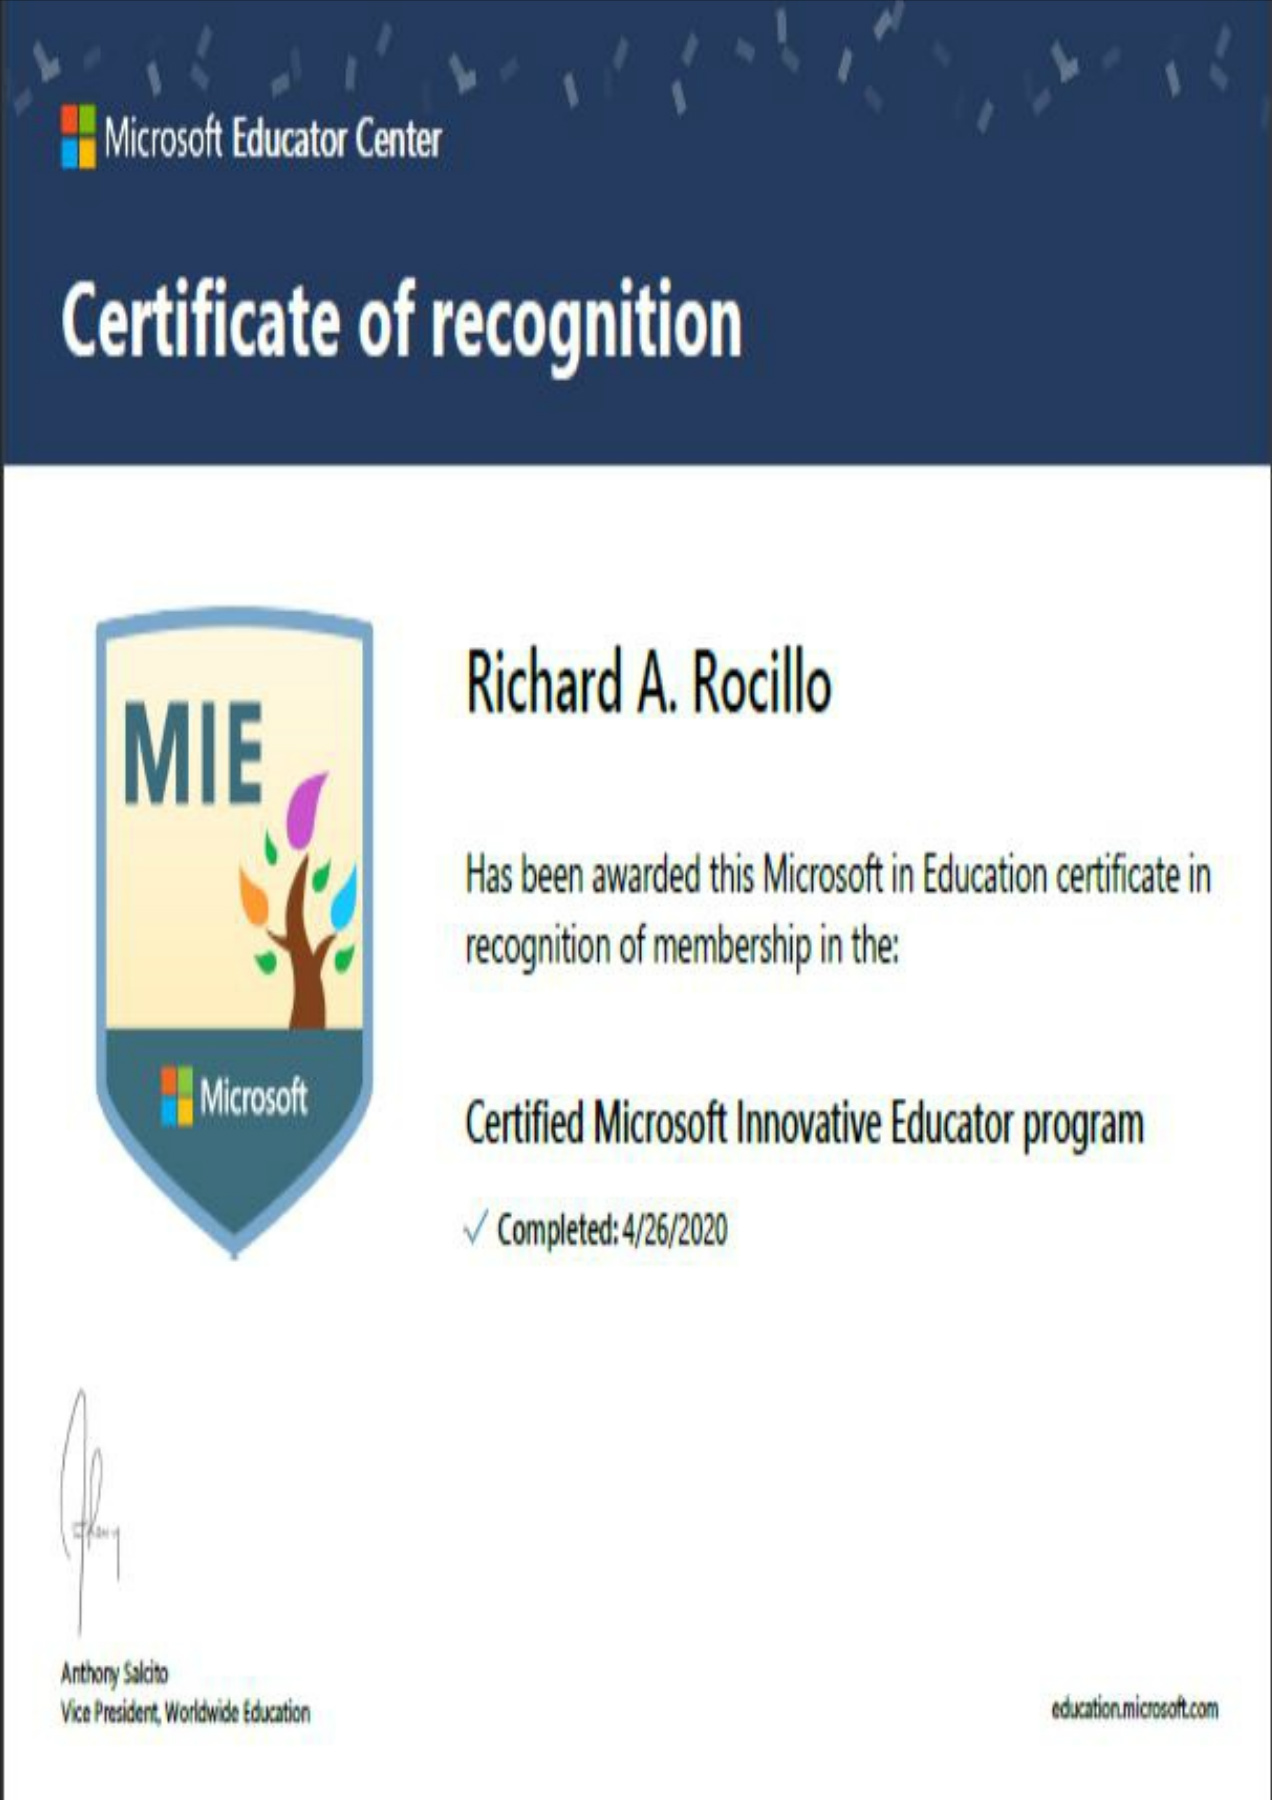 Microsoft Educator Center
Certificate of recognition
MIE
Microsoft
Richard A. Rocillo
Has been awarded this Microsoft in Education certificate in
recognition of membership in the:
Certified Microsoft Innovative Educator program
Completed: 4/26/2020
Anthony
Anthony Salcito
Vice President, Worldwide Education
education.microsoft.com